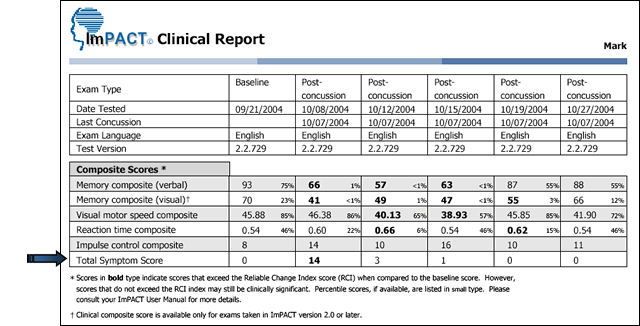 ImPACT© Clinical Report
Mark
Exam Type Baseline Post-concussion Post-concussion Post-concussion Post-concussion Post-concussion
Date Tested 09/21/2004 10/08/2004 10/12/2004 10/15/2004 10/19/2004 10/27/2004
Last Concussion 10/07/2004 10/07/2004 10/07/2004 10/07/2004 10/07/2004
Exam Language English English English English English English
Test Version 2.2.729 2.2.729 2.2.729 2.2.729 2.2.729 2.2.729
Composite Scores *
Memory composite (verbal) 93 75% 66 1% 57 <1% 63 <1% 87 55% 88 55%
Memory composite (visual)† 70 23% 41 <1% 49 1% 47 <1% 55 3% 66 12%
Visual motor speed composite 45.88 85% 46.38 86% 40.13 65% 38.93 57% 45.85 85% 41.90 72%
Reaction time composite 0.54 46% 0.60 22% 0.66 6% 0.54 46% 0.62 15% 0.54 46%
Impulse control composite 8 14 10 16 10 11
Total Symptom Score 0 14 3 1 0 0
* Scores in bold type indicate scores that exceed the Reliable Change Index score (RCI) when compared to the baseline score. However,
scores that do not exceed the RCI index may still be clinically significant. Percentile scores, if available, are listed in small type. Please
consult your ImPACT User Manual for more details.
† Clinical composite score is available only for exams taken in ImPACT version 2.0 or later.